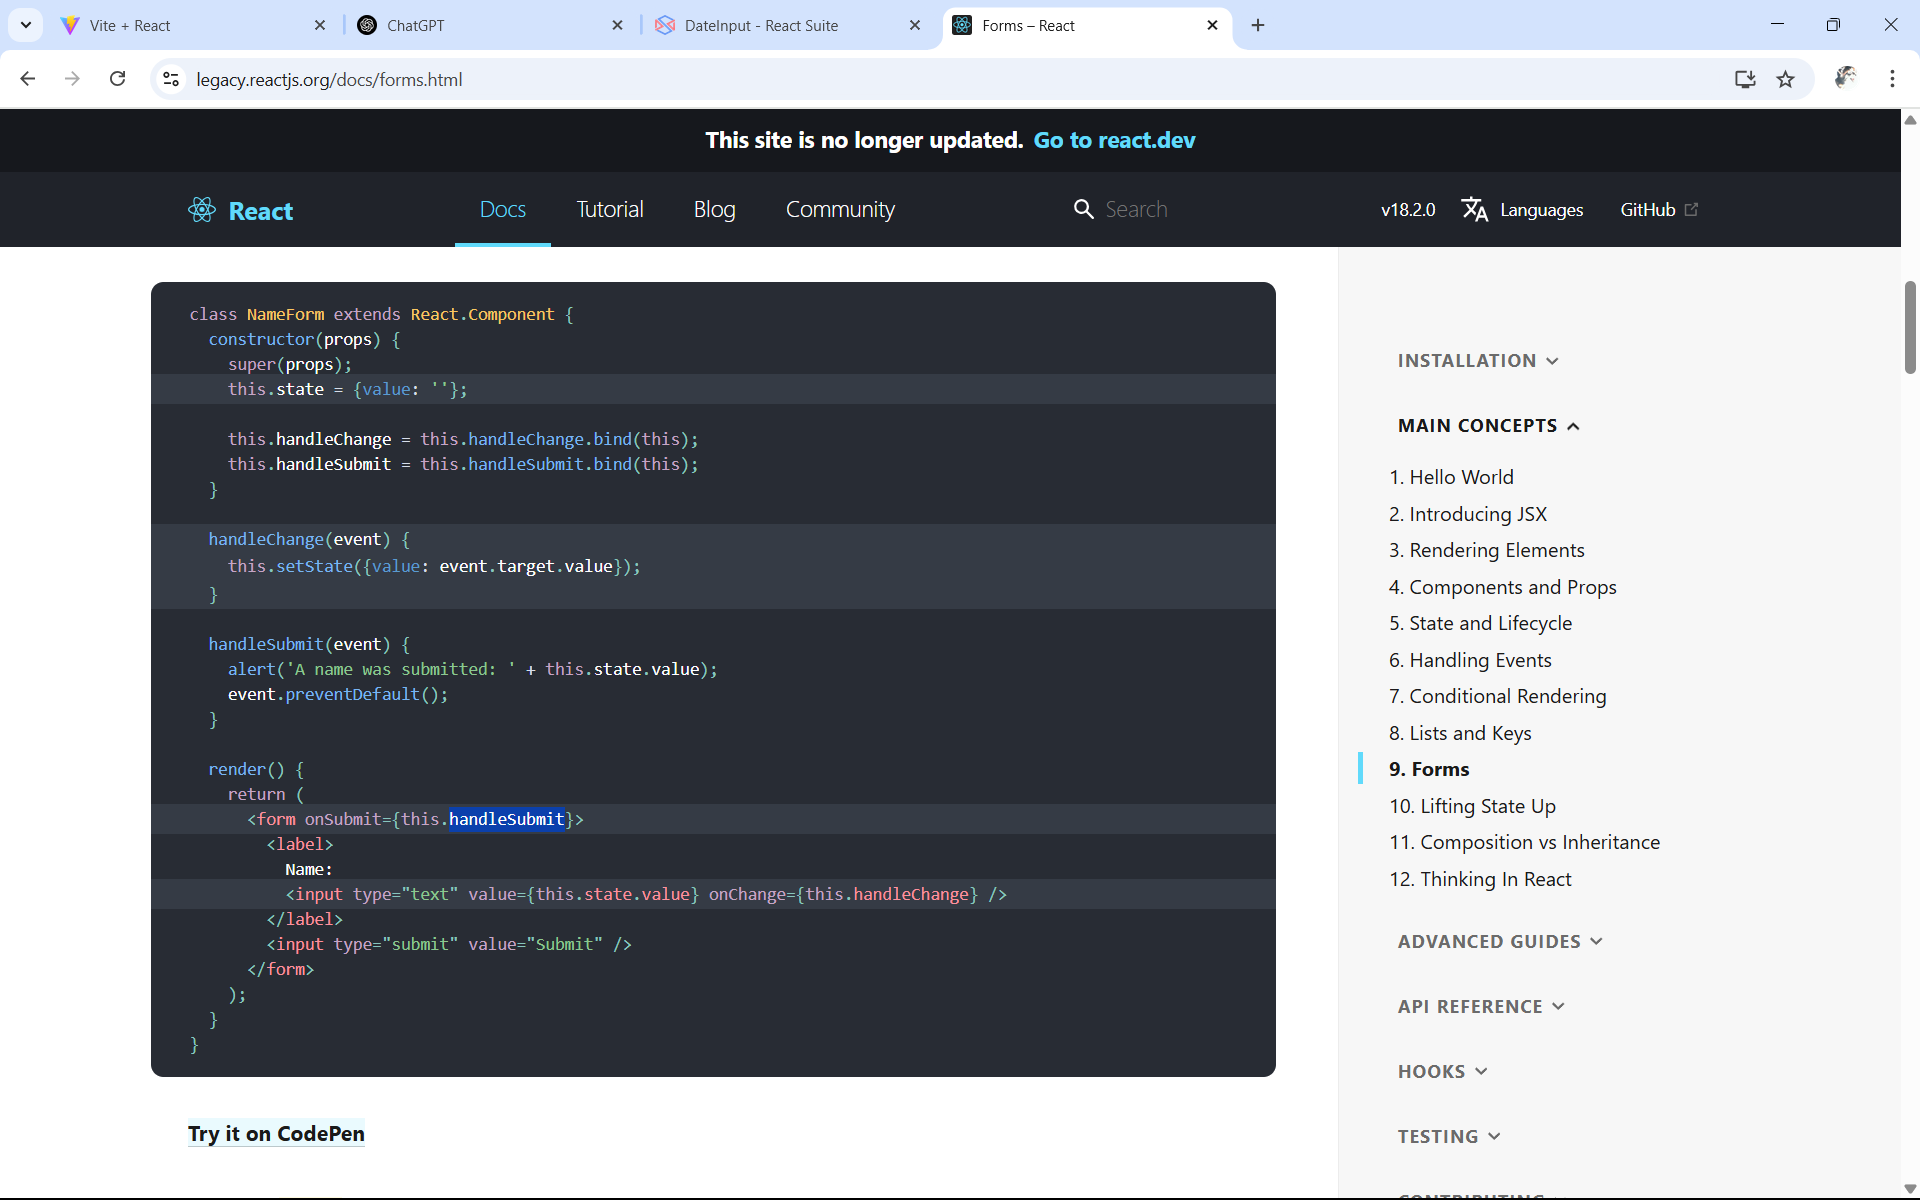 Vite + React
ChatGPT
DateInput - React Suite
Forms – React
legacy.reactjs.org/docs/forms.html
This site is no longer updated. Go to react.dev
React
Docs
Tutorial
Blog
Community
Search
v18.2.0
Languages
GitHub
class NameForm extends React.Component {
  constructor(props) {
    super(props);
    this.state = {value: ''};

    this.handleChange = this.handleChange.bind(this);
    this.handleSubmit = this.handleSubmit.bind(this);
  }

  handleChange(event) {
    this.setState({value: event.target.value});
  }

  handleSubmit(event) {
    alert('A name was submitted: ' + this.state.value);
    event.preventDefault();
  }

  render() {
    return (
      <form onSubmit={this.handleSubmit}>
        <label>
          Name:
          <input type="text" value={this.state.value} onChange={this.handleChange} />
        </label>
        <input type="submit" value="Submit" />
      </form>
    );
  }
}
Try it on CodePen
INSTALLATION
MAIN CONCEPTS
1. Hello World
2. Introducing JSX
3. Rendering Elements
4. Components and Props
5. State and Lifecycle
6. Handling Events
7. Conditional Rendering
8. Lists and Keys
9. Forms
10. Lifting State Up
11. Composition vs Inheritance
12. Thinking In React
ADVANCED GUIDES
API REFERENCE
HOOKS
TESTING
CONTRIBUTING